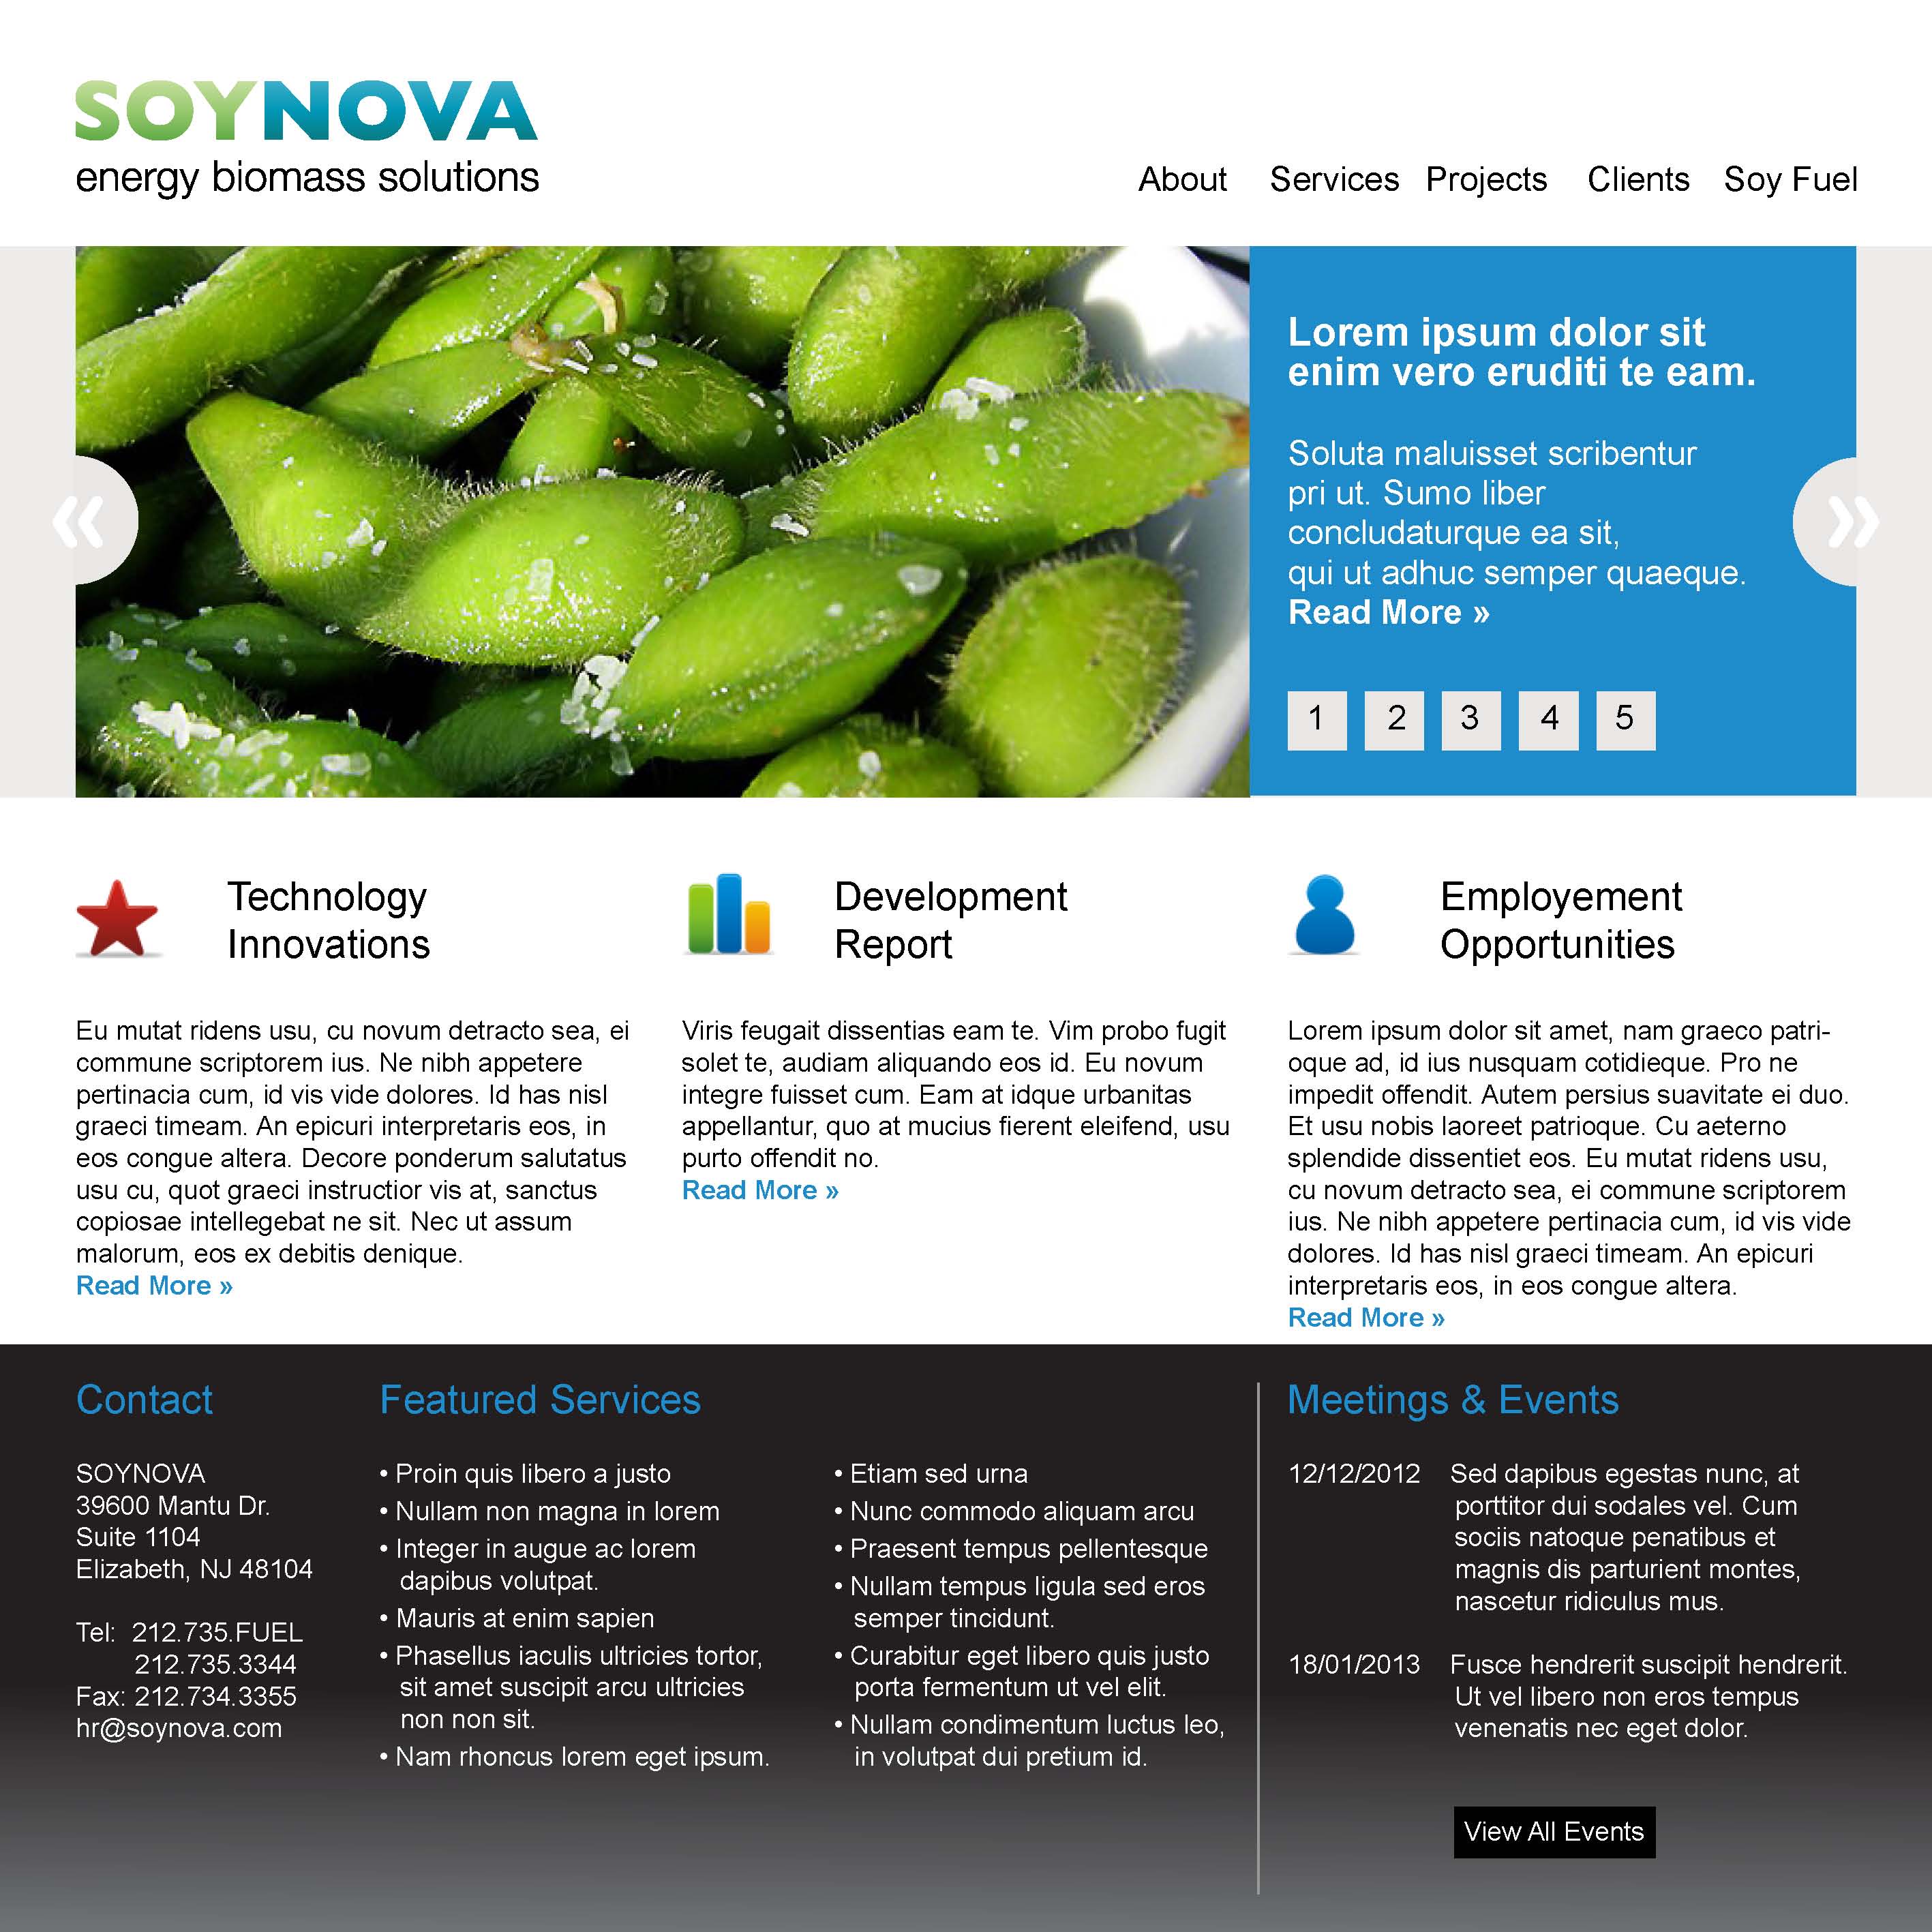 SOYNOVA
energy biomass solutions
About Services Projects Clients Soy Fuel
Lorem ipsum dolor sit
enim vero eruditi te eam.
Soluta maluisset scribentur
pri ut. Sumo liber
concludaturque ea sit,
qui ut adhuc semper quaeque.
Read More »
«
»
1 2 3 4 5
Technology
Innovations
Eu mutat ridens usu, cu novum detracto sea, ei
commune scriptorem ius. Ne nibh appetere
pertinacia cum, id vis vide dolores. Id has nisl
graeci timeam. An epicuri interpretaris eos, in
eos congue altera. Decore ponderum salutatus
usu cu, quot graeci instructior vis at, sanctus
copiosae intellegebat ne sit. Nec ut assum
malorum, eos ex debitis denique.
Read More »
Development
Report
Viris feugait dissentias eam te. Vim probo fugit
solet te, audiam aliquando eos id. Eu novum
integre fuisset cum. Eam at idque urbanitas
appellantur, quo at mucius fierent eleifend, usu
purto offendit no.
Read More »
Employement
Opportunities
Lorem ipsum dolor sit amet, nam graeco patri-
oque ad, id ius nusquam cotidieque. Pro ne
impedit offendit. Autem persius suavitate ei duo.
Et usu nobis laoreet patrioque. Cu aeterno
splendide dissentiet eos. Eu mutat ridens usu,
cu novum detracto sea, ei commune scriptorem
ius. Ne nibh appetere pertinacia cum, id vis vide
dolores. Id has nisl graeci timeam. An epicuri
interpretaris eos, in eos congue altera.
Read More »
Contact
SOYNOVA
39600 Mantu Dr.
Suite 1104
Elizabeth, NJ 48104
Tel: 212.735.FUEL
212.735.3344
Fax: 212.734.3355
hr@soynova.com
Featured Services
• Proin quis libero a justo
• Nullam non magna in lorem
• Integer in augue ac lorem
dapibus volutpat.
• Mauris at enim sapien
• Phasellus iaculis ultricies tortor,
sit amet suscipit arcu ultricies
non non sit.
• Nam rhoncus lorem eget ipsum.
• Etiam sed urna
• Nunc commodo aliquam arcu
• Praesent tempus pellentesque
• Nullam tempus ligula sed eros
semper tincidunt.
• Curabitur eget libero quis justo
porta fermentum ut vel elit.
• Nullam condimentum luctus leo,
in volutpat dui pretium id.
Meetings & Events
12/12/2012 Sed dapibus egestas nunc, at
porttitor dui sodales vel. Cum
sociis natoque penatibus et
magnis dis parturient montes,
nascetur ridiculus mus.
18/01/2013 Fusce hendrerit suscipit hendrerit.
Ut vel libero non eros tempus
venenatis nec eget dolor.
View All Events